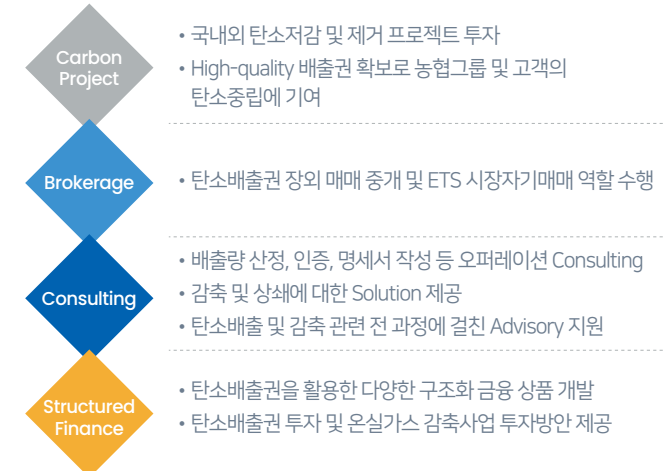 Carbon
Project
• 국내외 탄소저감 및 제거 프로젝트 투자
• High-quality 배출권 확보로 농협그룹 및 고객의
탄소중립에 기여
Brokerage
• 탄소배출권 장외 매매 중개 및 ETS 시장자기매매 역할 수행
Consulting
• 배출량 산정, 인증, 명세서 작성 등 오퍼레이션 Consulting
• 감축 및 상쇄에 대한 Solution 제공
• 탄소배출 및 감축 관련 전 과정에 걸친 Advisory 지원
Structured
Finance
• 탄소배출권을 활용한 다양한 구조화 금융 상품 개발
• 탄소배출권 투자 및 온실가스 감축사업 투자방안 제공